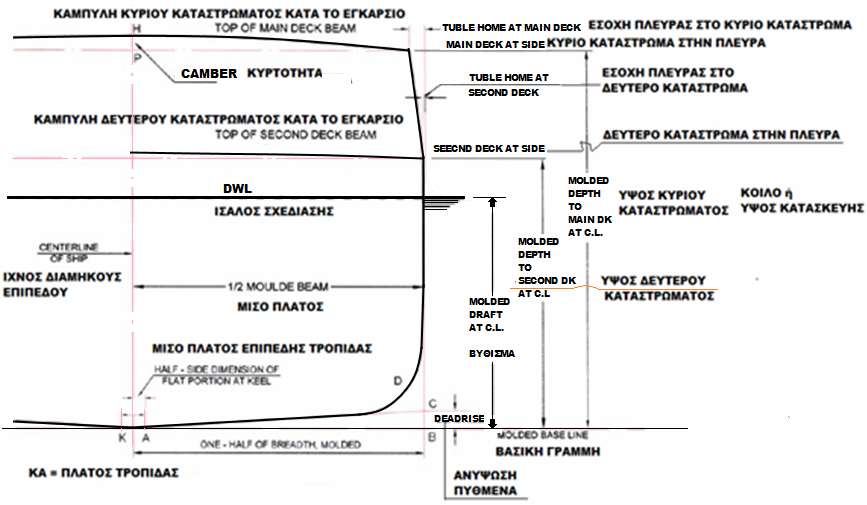 ΚΑΜΠΥΛΗ ΚΥΡΙΟΥ ΚΑΤΑΣΤΡΩΜΑΤΟΣ ΚΑΤΑ ΤΟ ΕΓΚΑΡΣΙΟ
H
TOP OF MAIN DECK BEAM
TUBLE HOME AT MAIN DECK
ΕΣΟΧΗ ΠΛΕΥΡΑΣ ΣΤΟ ΚΥΡΙΟ ΚΑΤΑΣΤΡΩΜΑ
MAIN DECK AT SIDE
ΚΥΡΙΟ ΚΑΤΑΣΤΡΩΜΑ ΣΤΗΝ ΠΛΕΥΡΑ
P
CAMBER ΚΥΡΤΟΤΗΤΑ
TUBLE HOME AT
SECOND DECK
ΕΣΟΧΗ ΠΛΕΥΡΑΣ ΣΤΟ
ΔΕΥΤΕΡΟ ΚΑΤΑΣΤΡΩΜΑ
ΚΑΜΠΥΛΗ ΔΕΥΤΕΡΟΥ ΚΑΤΑΣΤΡΩΜΑΤΟΣ ΚΑΤΑ ΤΟ ΕΓΚΑΡΣΙΟ
TOP OF SECOND DECK BEAM
SEECND DECK AT SIDE
ΔΕΥΤΕΡΟ ΚΑΤΑΣΤΡΩΜΑ ΣΤΗΝ ΠΛΕΥΡΑ
DWL
ΙΣΑΛΟΣ ΣΧΕΔΙΑΣΗΣ
MOLDED
DEPTH
TO
MAIN DK
AT C.L.
ΥΨΟΣ ΚΥΡΙΟΥ
ΚΑΤΑΣΤΡΩΜΑΤΟΣ
ΚΟΙΛΟ ή
ΥΨΟΣ ΚΑΤΑΣΚΕΥΗΣ
CENTERLINE
OF SHIP
ΙΧΝΟΣ ΔΙΑΜΗΚΟΥΣ
ΕΠΙΠΕΔΟΥ
MOLDED
DEPTH
TO
SECOND DK
AT C.L
ΥΨΟΣ ΔΕΥΤΕΡΟΥ
ΚΑΤΑΣΤΡΩΜΑΤΟΣ
1/2 MOULDE BEAM
ΜΙΣΟ ΠΛΑΤΟΣ
MOLDED
DRAFT
AT C.L.
ΒΥΘΙΣΜΑ
ΜΙΣΟ ΠΛΑΤΟΣ ΕΠΙΠΕΔΗΣ ΤΡΟΠΙΔΑΣ
HALF - SIDE DIMENSION OF
FLAT PORTION AT KEEL
D
C
DEADRISE
K A
B
ONE - HALF OF BREADTH, MOLDED
MOLDED BASE LINE
ΒΑΣΙΚΗ ΓΡΑΜΜΗ
ΚΑ = ΠΛΑΤΟΣ ΤΡΟΠΙΔΑΣ
ΑΝΥΨΩΣΗ
ΠΥΘΜΕΝΑ